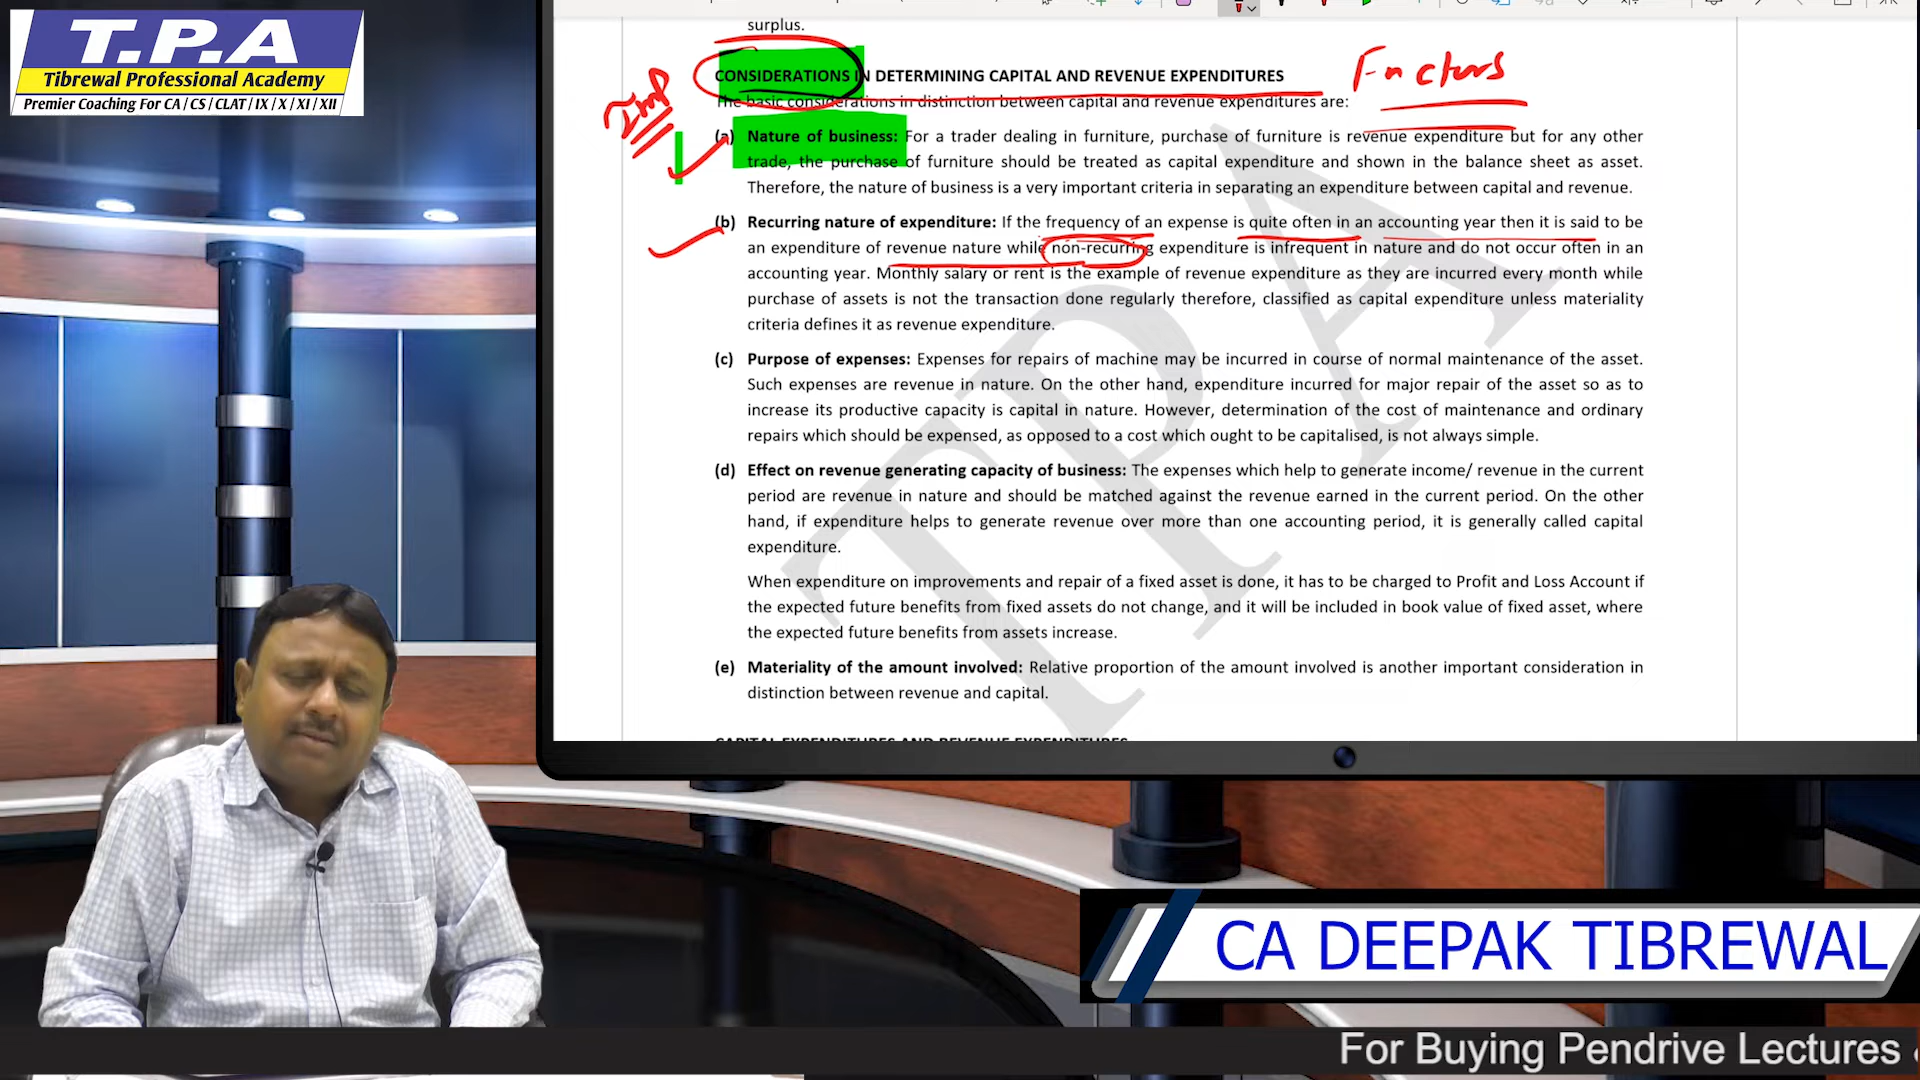 T.P.A
Tibrewal Professional Academy
Premier Coaching For CA / CS / CLAT / IX / X / XI / XII
surplus.
CONSIDERATIONS IN DETERMINING CAPITAL AND REVENUE EXPENDITURES
Factors
Imp
The basic considerations in distinction between capital and revenue expenditures are:
(a) Nature of business: For a trader dealing in furniture, purchase of furniture is revenue expenditure but for any other
trade, the purchase of furniture should be treated as capital expenditure and shown in the balance sheet as asset.
Therefore, the nature of business is a very important criteria in separating an expenditure between capital and revenue.
(b) Recurring nature of expenditure: If the frequency of an expense is quite often in an accounting year then it is said to be
an expenditure of revenue nature while non-recurring expenditure is infrequent in nature and do not occur often in an
accounting year. Monthly salary or rent is the example of revenue expenditure as they are incurred every month while
purchase of assets is not the transaction done regularly therefore, classified as capital expenditure unless materiality
criteria defines it as revenue expenditure.
(c) Purpose of expenses: Expenses for repairs of machine may be incurred in course of normal maintenance of the asset.
Such expenses are revenue in nature. On the other hand, expenditure incurred for major repair of the asset so as to
increase its productive capacity is capital in nature. However, determination of the cost of maintenance and ordinary
repairs which should be expensed, as opposed to a cost which ought to be capitalised, is not always simple.
(d) Effect on revenue generating capacity of business: The expenses which help to generate income/ revenue in the current
period are revenue in nature and should be matched against the revenue earned in the current period. On the other
hand, if expenditure helps to generate revenue over more than one accounting period, it is generally called capital
expenditure.
When expenditure on improvements and repair of a fixed asset is done, it has to be charged to Profit and Loss Account if
the expected future benefits from fixed assets do not change, and it will be included in book value of fixed asset, where
the expected future benefits from assets increase.
(e) Materiality of the amount involved: Relative proportion of the amount involved is another important consideration in
distinction between revenue and capital.
CAPITAL EXPENDITURES AND REVENUE EXPENDITURES
TPA
CA DEEPAK TIBREWAL
For Buying Pendrive Lectures